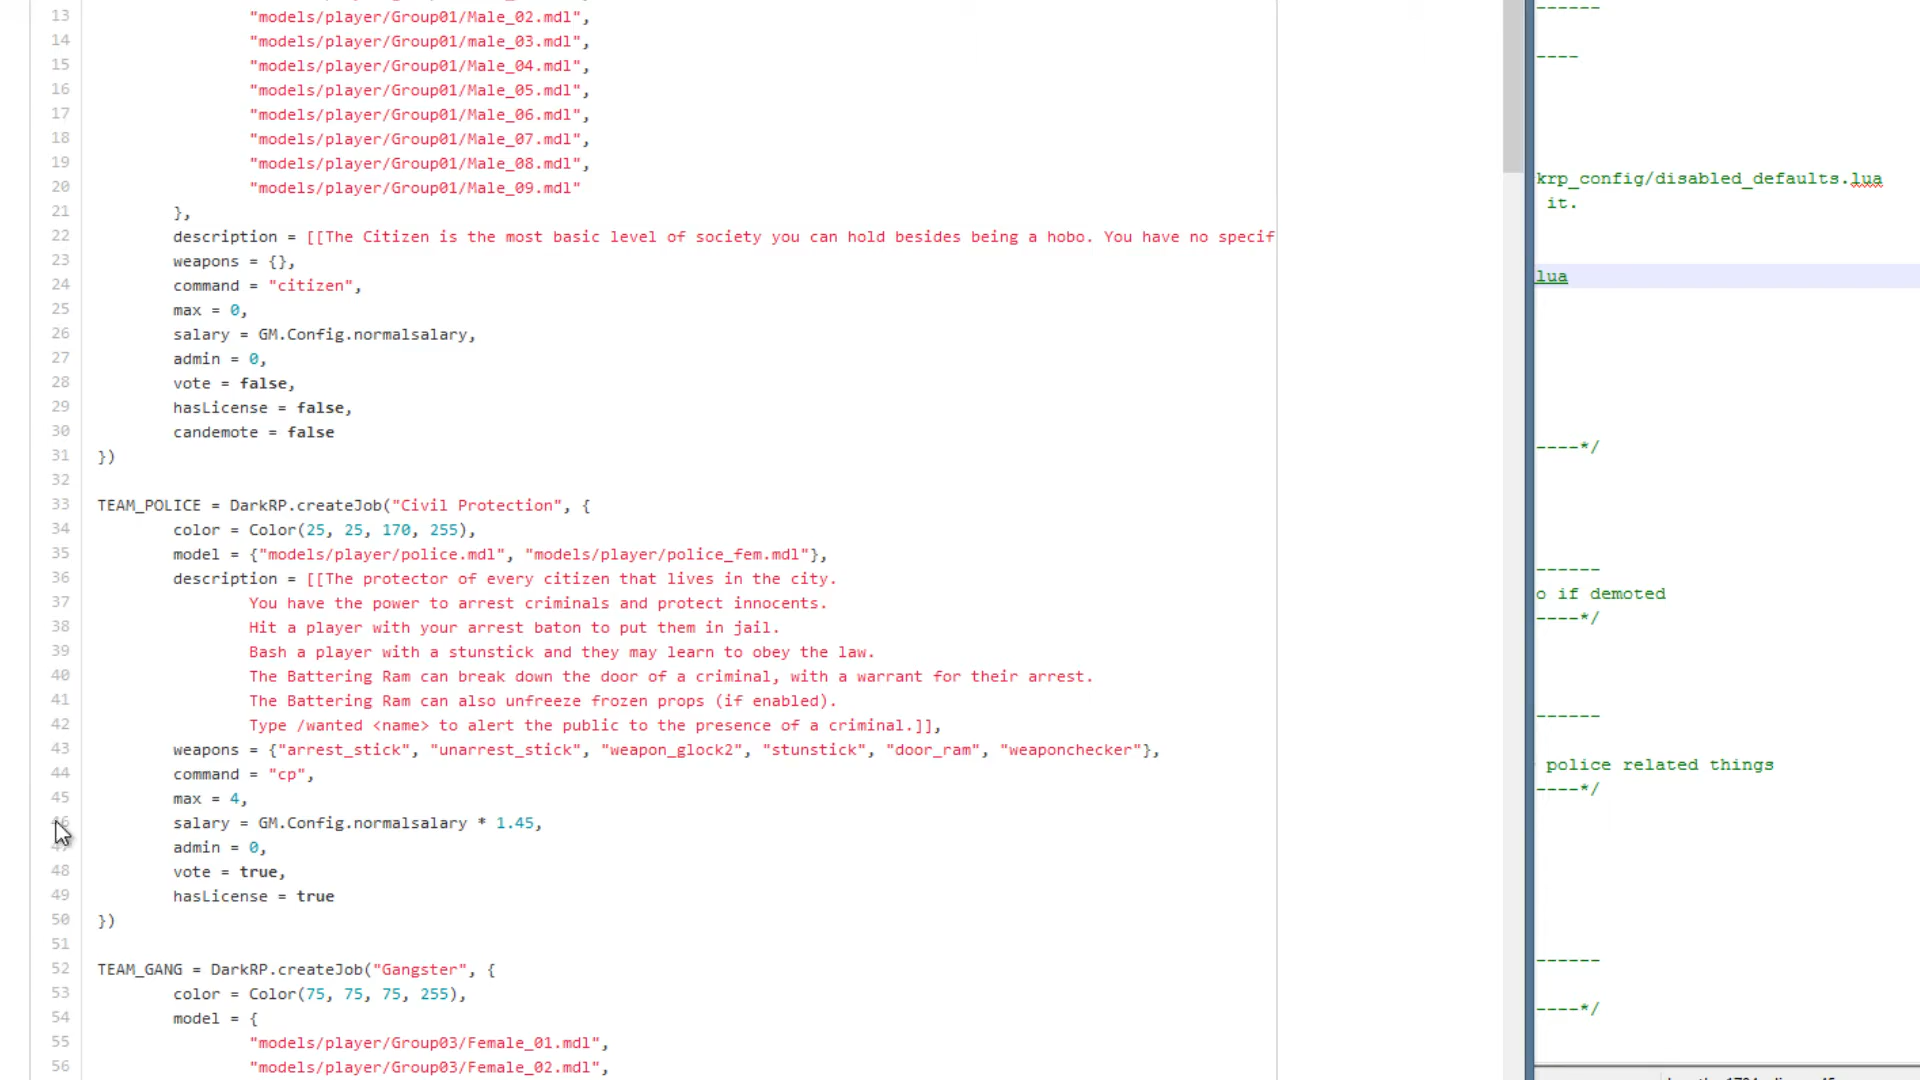 13 "models/player/Group01/Male_02.mdl",
14 "models/player/Group01/male_03.mdl",
15 "models/player/Group01/Male_04.mdl",
16 "models/player/Group01/Male_05.mdl",
17 "models/player/Group01/Male_06.mdl",
18 "models/player/Group01/Male_07.mdl",
19 "models/player/Group01/Male_08.mdl",
20 "models/player/Group01/Male_09.mdl"
21 },
22 description = [[The Citizen is the most basic level of society you can hold besides being a hobo. You have no specif
23 weapons = {},
24 command = "citizen",
25 max = 0,
26 salary = GM.Config.normalsalary,
27 admin = 0,
28 vote = false,
29 hasLicense = false,
30 candemote = false
31 })
32
33 TEAM_POLICE = DarkRP.createJob("Civil Protection", {
34 color = Color(25, 25, 170, 255),
35 model = {"models/player/police.mdl", "models/player/police_fem.mdl"},
36 description = [[The protector of every citizen that lives in the city.
37 You have the power to arrest criminals and protect innocents.
38 Hit a player with your arrest baton to put them in jail.
39 Bash a player with a stunstick and they may learn to obey the law.
40 The Battering Ram can break down the door of a criminal, with a warrant for their arrest.
41 The Battering Ram can also unfreeze frozen props (if enabled).
42 Type /wanted <name> to alert the public to the presence of a criminal.]],
43 weapons = {"arrest_stick", "unarrest_stick", "weapon_glock2", "stunstick", "door_ram", "weaponchecker"},
44 command = "cp",
45 max = 4,
46 salary = GM.Config.normalsalary * 1.45,
47 admin = 0,
48 vote = true,
49 hasLicense = true
50 })
51
52 TEAM_GANG = DarkRP.createJob("Gangster", {
53 color = Color(75, 75, 75, 255),
54 model = {
55 "models/player/Group03/Female_01.mdl",
56 "models/player/Group03/Female_02.mdl",
------
----
krp_config/disabled_defaults.lua
it.
lua
----*/
------
o if demoted
----*/
------
police related things
----*/
------
----*/